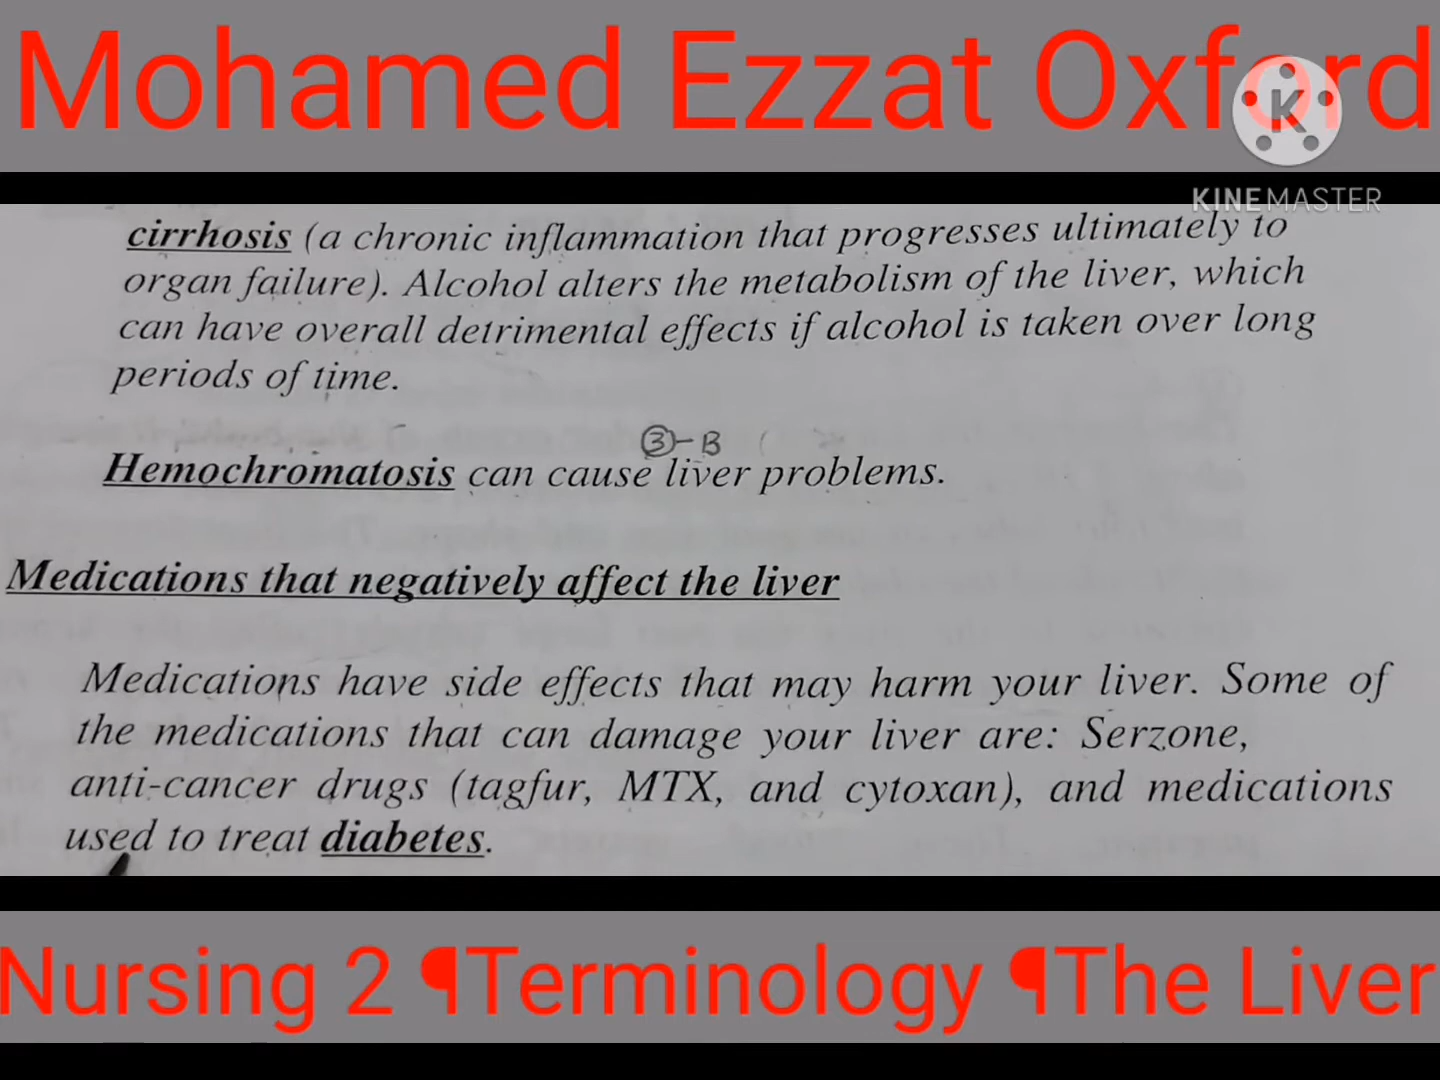 Mohamed Ezzat Oxford
K
KINEMASTER
cirrhosis (a chronic inflammation that progresses ultimately to
organ failure). Alcohol alters the metabolism of the liver, which
can have overall detrimental effects if alcohol is taken over long
periods of time.
③-B
Hemochromatosis can cause liver problems.
Medications that negatively affect the liver
Medications have side effects that may harm your liver. Some of
the medications that can damage your liver are: Serzone,
anti-cancer drugs (tagfur, MTX, and cytoxan), and medications
used to treat diabetes.
Nursing 2 ¶Terminology ¶The Liver